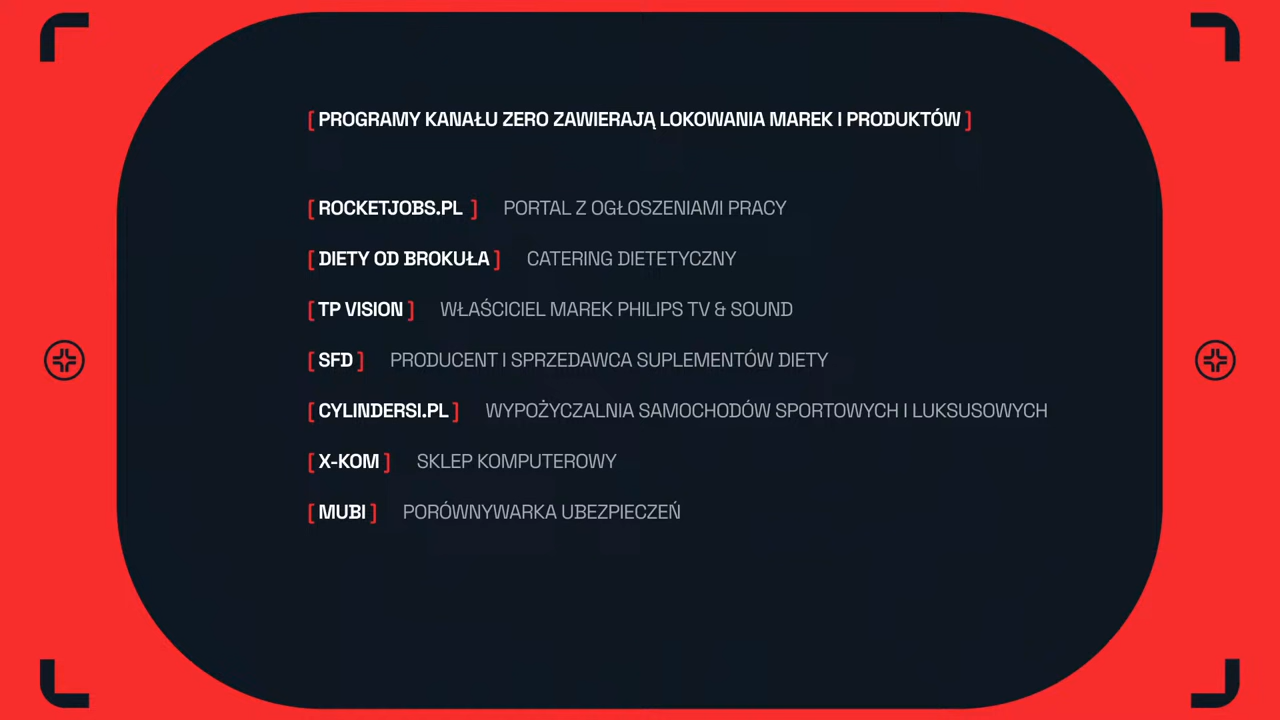 [ PROGRAMY KANAŁU ZERO ZAWIERAJĄ LOKOWANIA MAREK I PRODUKTÓW ]
[ ROCKETJOBS.PL ] PORTAL Z OGŁOSZENIAMI PRACY
[ DIETY OD BROKUŁA ] CATERING DIETETYCZNY
[ TP VISION ] WŁAŚCICIEL MAREK PHILIPS TV & SOUND
[ SFD ] PRODUCENT I SPRZEDAWCA SUPLEMENTÓW DIETY
[ CYLINDERSI.PL ] WYPOŻYCZALNIA SAMOCHODÓW SPORTOWYCH I LUKSUSOWYCH
[ X-KOM ] SKLEP KOMPUTEROWY
[ MUBI ] PORÓWNYWARKA UBEZPIECZEŃ